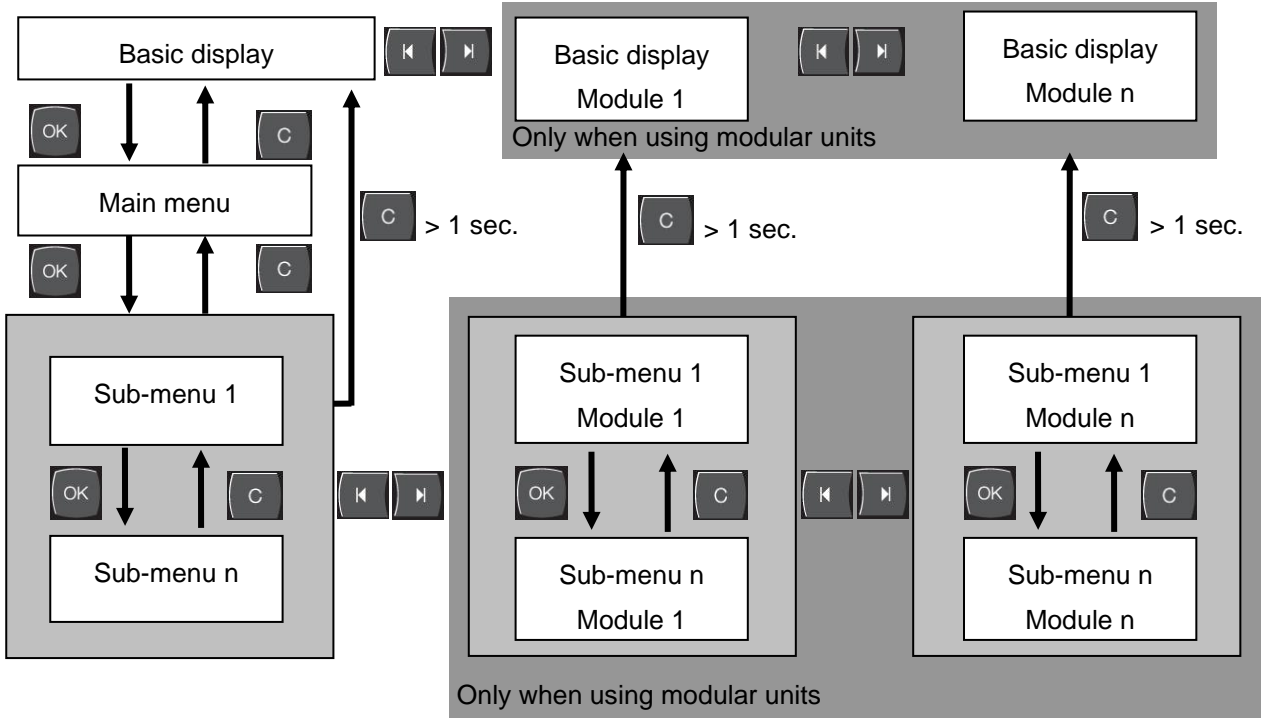 Basic display
Basic display
Module 1
Basic display
Module n
Only when using modular units
OK
C
Main menu
C
> 1 sec.
C
> 1 sec.
C
> 1 sec.
OK
C
Sub-menu 1
OK
C
Sub-menu n
Sub-menu 1
Module 1
OK
C
Sub-menu n
Module 1
Sub-menu 1
Module n
OK
C
Sub-menu n
Module n
Only when using modular units